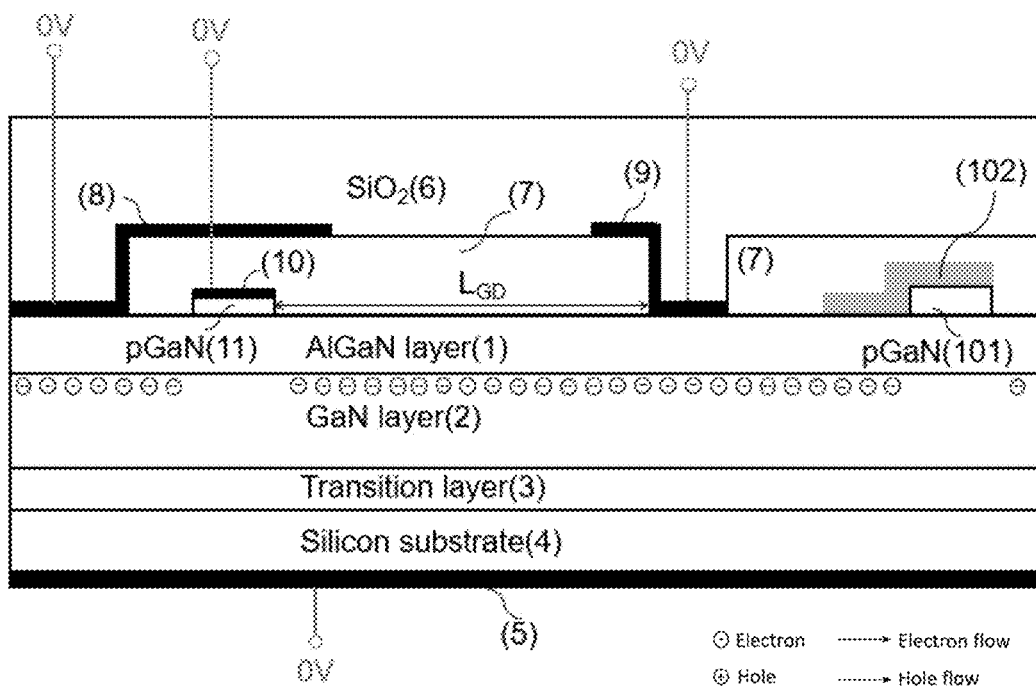 0V
0V
0V
(8)
SiO2(6)
(7)
(9)
(102)
(10)
LGD
(7)
pGaN(11)
AlGaN layer(1)
pGaN(101)
GaN layer(2)
Transition layer(3)
Silicon substrate(4)
(5)
0V
Electron
Electron flow
Hole
Hole flow